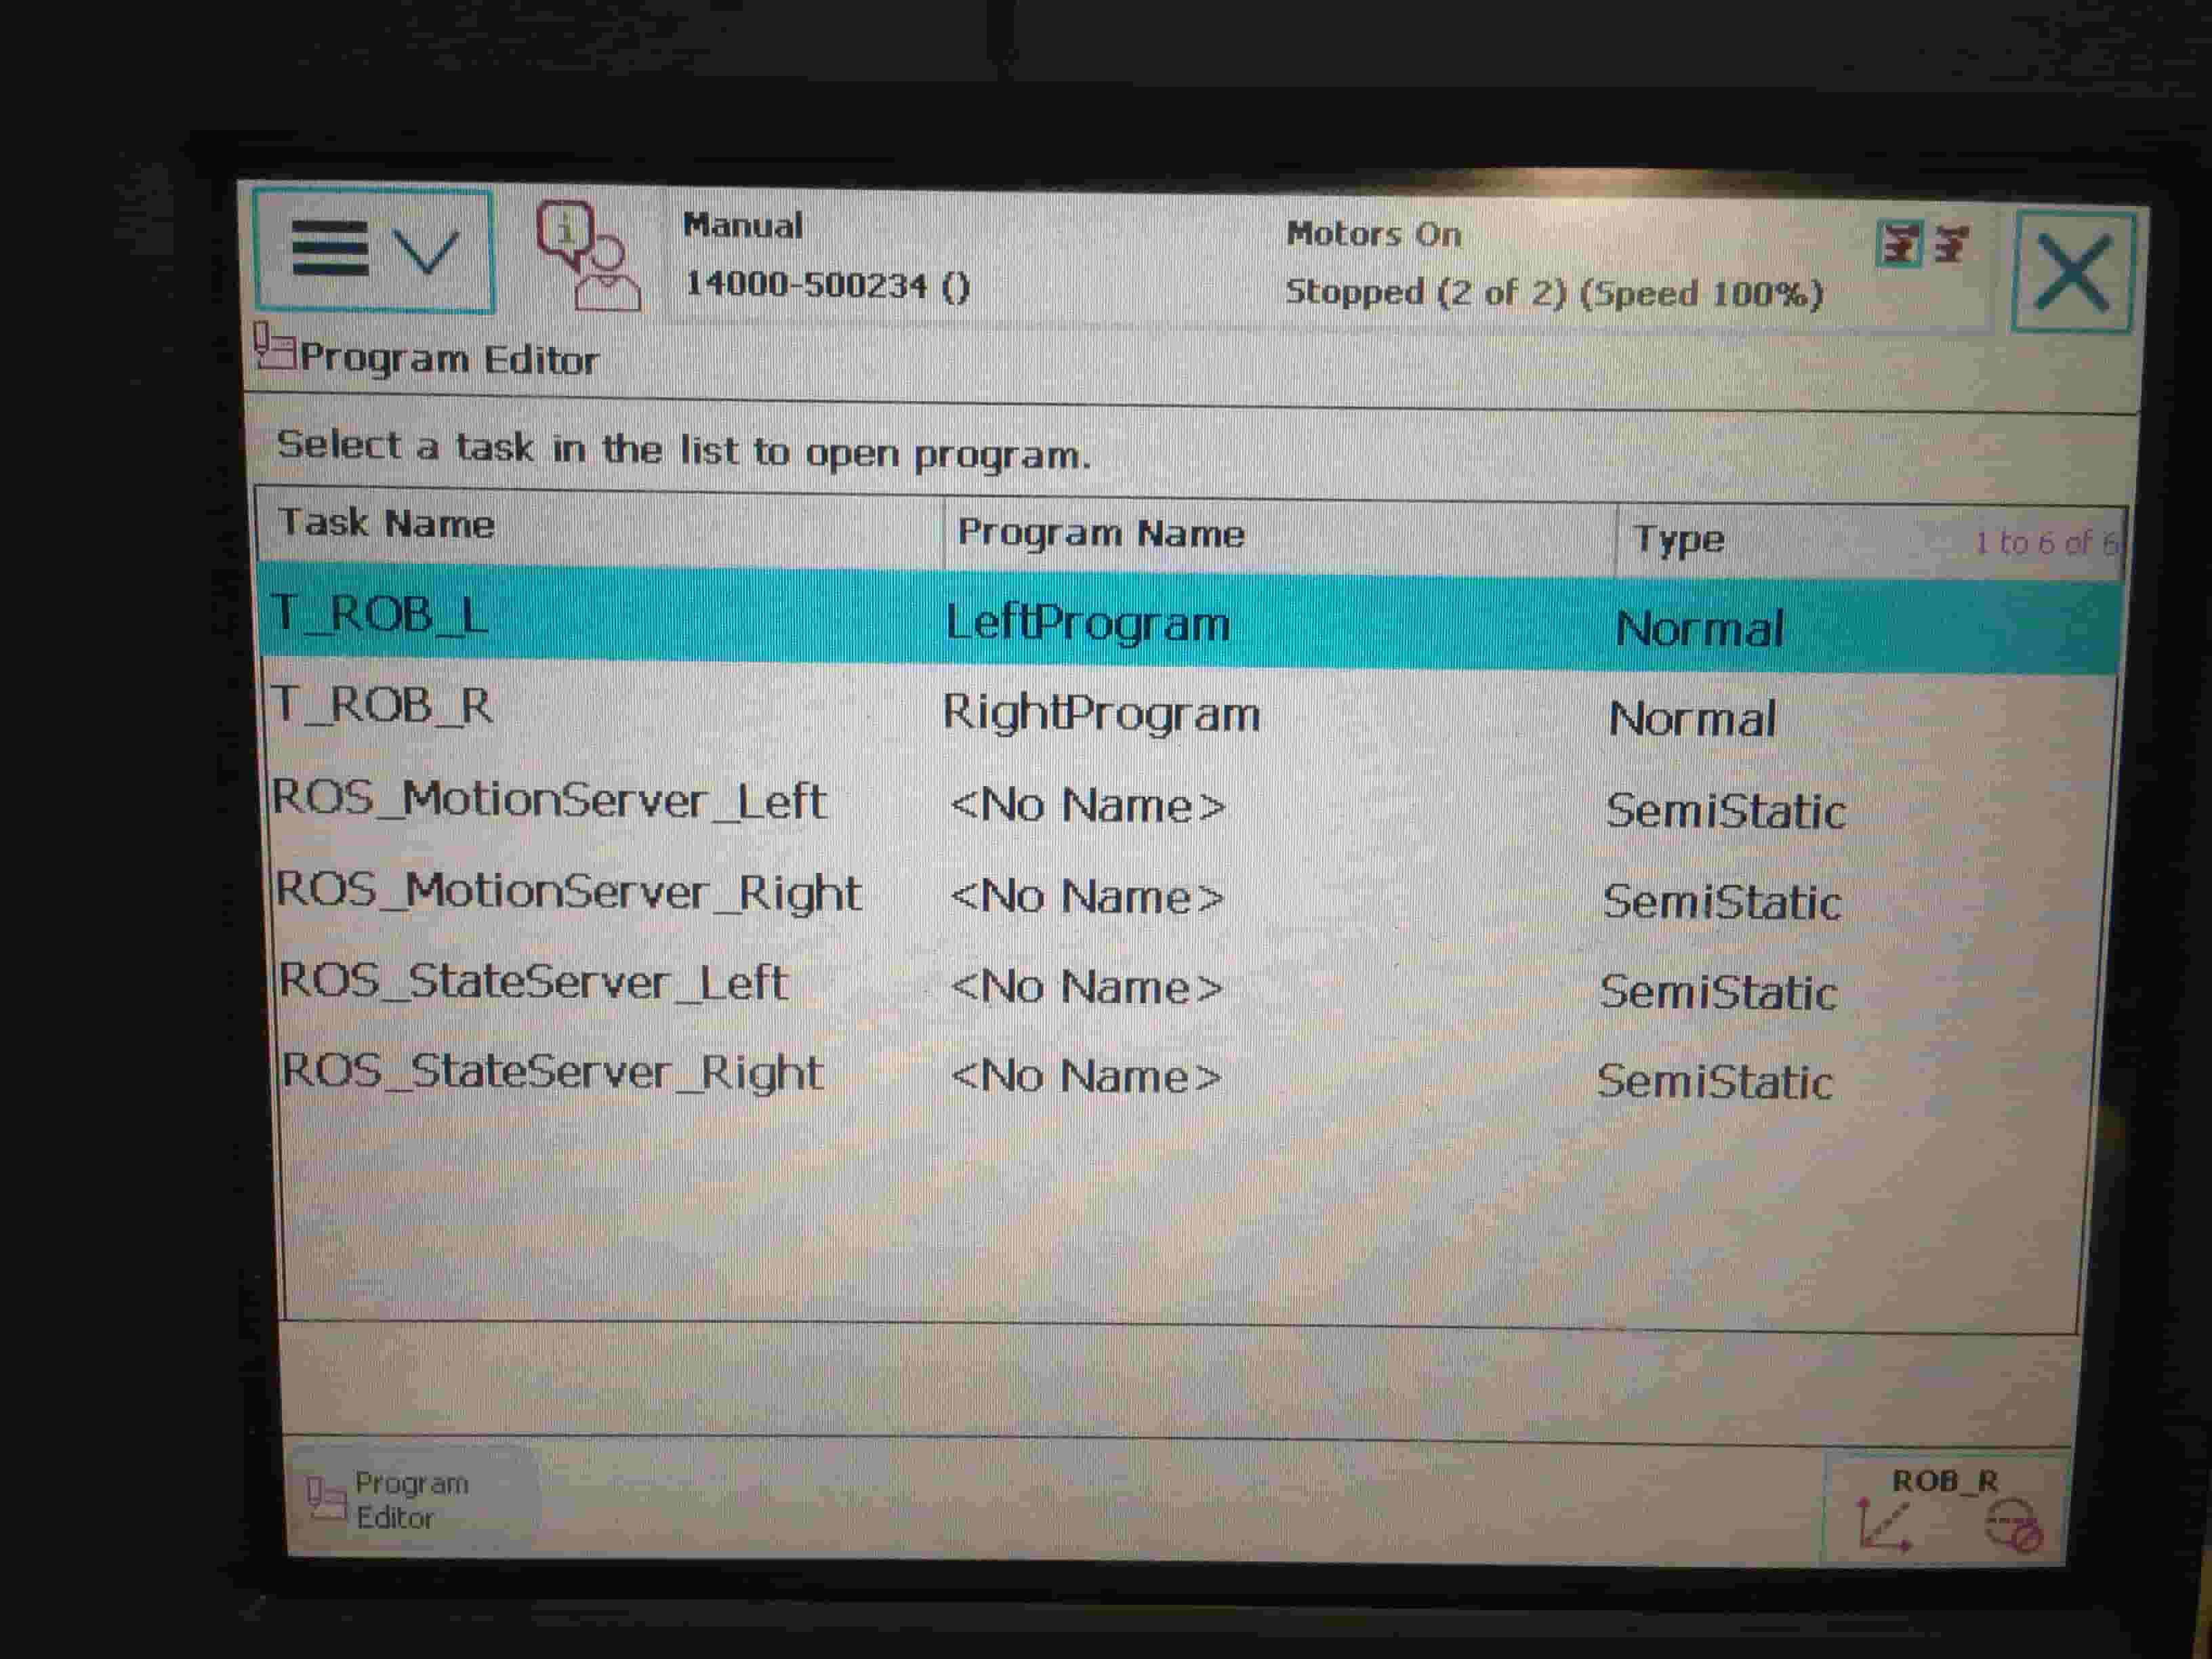 Manual
Motors On
14000-500234 ()
Stopped (2 of 2) (Speed 100%)
Program Editor
Select a task in the list to open program.
Task Name Program Name Type 1 to 6 of 6
T_ROB_L LeftProgram Normal
T_ROB_R RightProgram Normal
ROS_MotionServer_Left <No Name> SemiStatic
ROS_MotionServer_Right <No Name> SemiStatic
ROS_StateServer_Left <No Name> SemiStatic
ROS_StateServer_Right <No Name> SemiStatic
Program
Editor
ROB_R